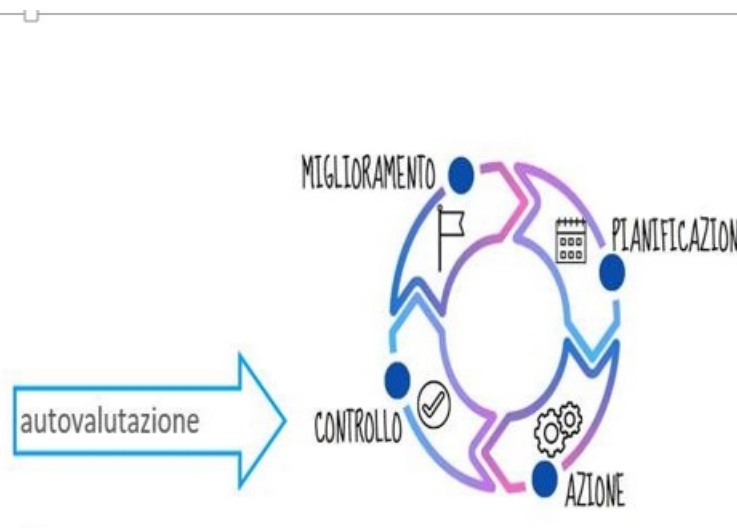 MIGLIORAMENTO
PIANIFICAZION
autovalutazione
CONTROLLO
AZIONE